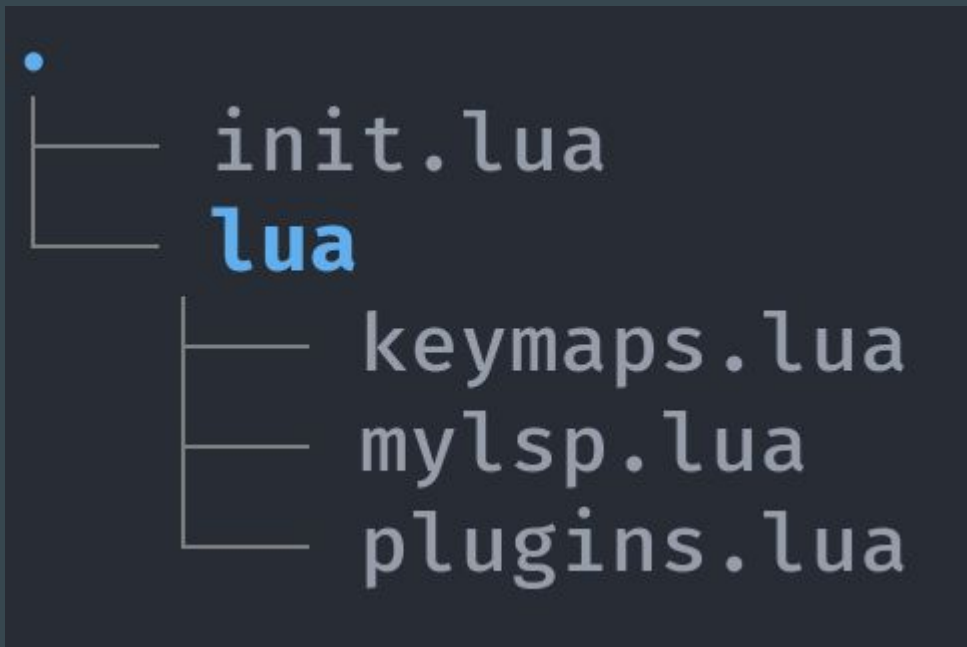 .
├── init.lua
└── lua
    ├── keymaps.lua
    ├── mylsp.lua
    └── plugins.lua